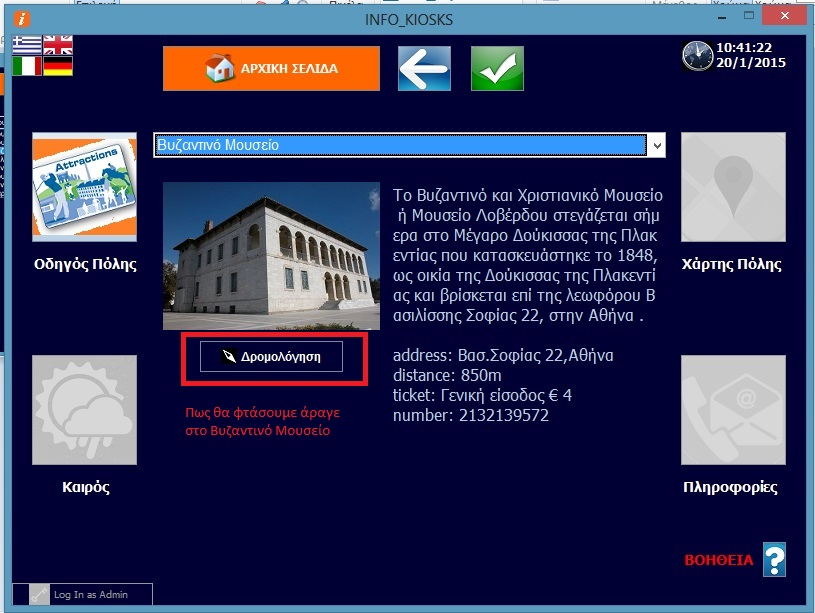 INFO_KIOSKS
ΑΡΧΙΚΗ ΣΕΛΙΔΑ
10:41:22
20/1/2015
Attractions
Οδηγός Πόλης
Βυζαντινό Μουσείο
Το Βυζαντινό και Χριστιανικό Μουσείο
ή Μουσείο Λοβέρδου στεγάζεται σήμ
ερα στο Μέγαρο Δούκισσας της Πλακ
εντίας που κατασκευάστηκε το 1848,
ως οικία της Δούκισσας της Πλακεντί
ας και βρίσκεται επί της λεωφόρου Β
ασιλίσσης Σοφίας 22, στην Αθήνα .
address: Βασ.Σοφίας 22,Αθήνα
distance: 850m
ticket: Γενική είσοδος € 4
number: 2132139572
Δρομολόγηση
Πως θα φτάσουμε άραγε
στο Βυζαντινό Μουσείο
Χάρτης Πόλης
Καιρός
Πληροφορίες
ΒΟΗΘΕΙΑ
Log In as Admin